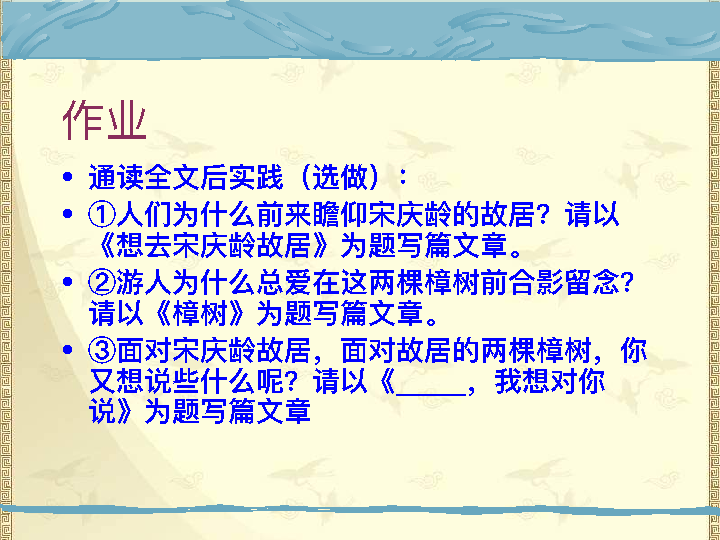 作业
• 通读全文后实践（选做）：
• ①人们为什么前来瞻仰宋庆龄的故居？请以
《想去宋庆龄故居》为题写篇文章。
• ②游人为什么总爱在这两棵樟树前合影留念？
请以《樟树》为题写篇文章。
• ③面对宋庆龄故居，面对故居的两棵樟树，你
又想说些什么呢？请以《_____，我想对你
说》为题写篇文章